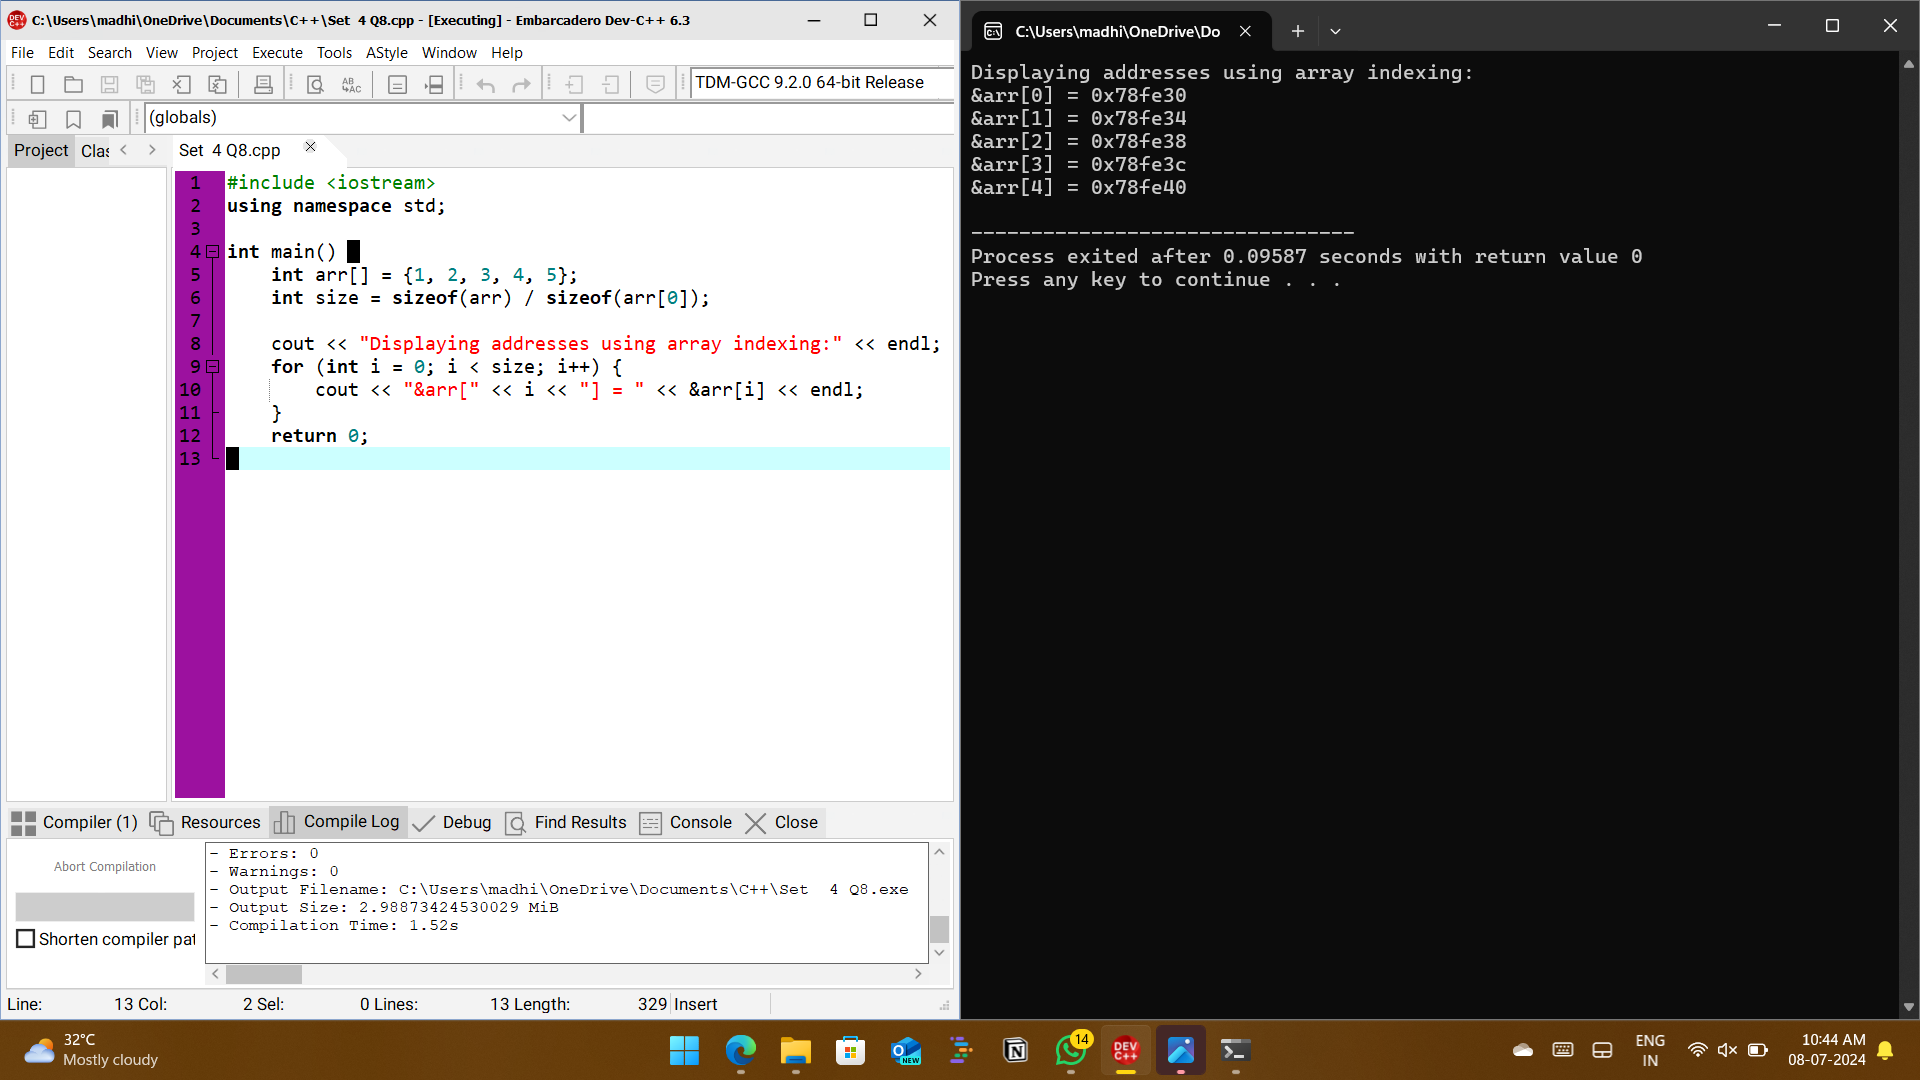 C:\Users\madhi\OneDrive\Documents\C++\Set  4 Q8.cpp - [Executing] - Embarcadero Dev-C++ 6.3
File Edit Search View Project Execute Tools AStyle Window Help
TDM-GCC 9.2.0 64-bit Release
(globals)
Project Clas
Set  4 Q8.cpp
1 #include <iostream>
2 using namespace std;
3
4 int main()
5     int arr[] = {1, 2, 3, 4, 5};
6     int size = sizeof(arr) / sizeof(arr[0]);
7
8     cout << "Displaying addresses using array indexing:" << endl;
9     for (int i = 0; i < size; i++) {
10         cout << "&arr[" << i << "] = " << &arr[i] << endl;
11     }
12     return 0;
13
Compiler (1) Resources Compile Log Debug Find Results Console Close
Abort Compilation
Shorten compiler pat
- Errors: 0
- Warnings: 0
- Output Filename: C:\Users\madhi\OneDrive\Documents\C++\Set  4 Q8.exe
- Output Size: 2.98873424530029 MiB
- Compilation Time: 1.52s
Line: 13 Col: 2 Sel: 0 Lines: 13 Length: 329 Insert
C:\Users\madhi\OneDrive\Do
Displaying addresses using array indexing:
&arr[0] = 0x78fe30
&arr[1] = 0x78fe34
&arr[2] = 0x78fe38
&arr[3] = 0x78fe3c
&arr[4] = 0x78fe40
--------------------------------
Process exited after 0.09587 seconds with return value 0
Press any key to continue . . .
32°C
Mostly cloudy
NEW
14
DEV
C++
ENG
IN
10:44 AM
08-07-2024